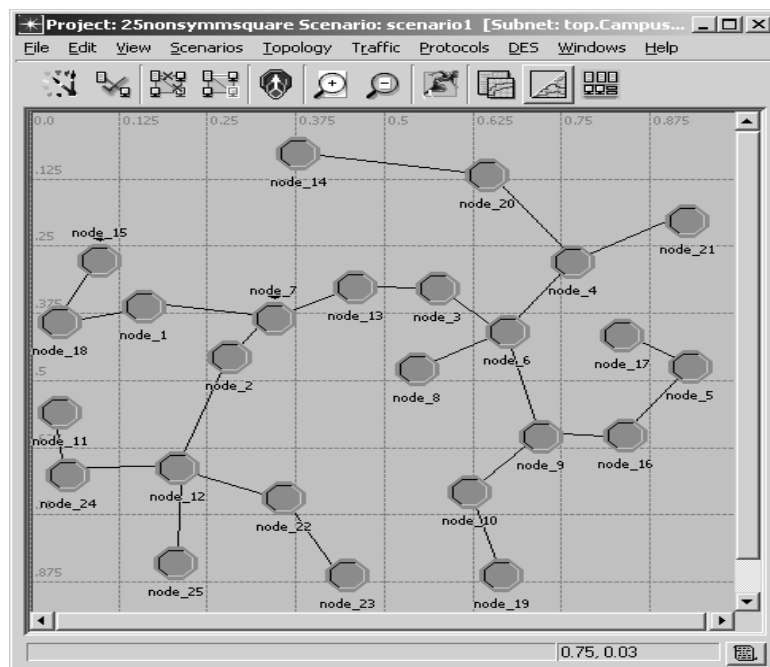 Project: 25nonsymmsquare Scenario: scenario1 [Subnet: top.Campus...
File Edit View Scenarios Topology Traffic Protocols DES Windows Help
0.0 0.125 0.25 0.375 0.5 0.625 0.75 0.875
node_14
.125
node_20
node_15
node_21
.25
node_7
node_4
.375
node_13
node_3
node_1
node_6
node_18
node_17
node_2
node_8
node_5
.5
node_11
node_9
node_16
node_12
node_24
node_22
node_10
.875
node_25
node_23
node_19
0.75, 0.03